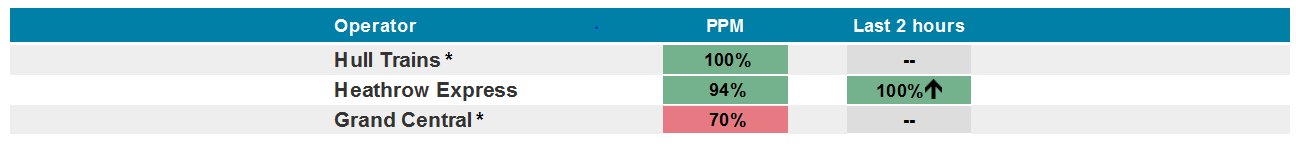 Operator PPM Last 2 hours
Hull Trains * 100% --
Heathrow Express 94% 100%↑
Grand Central * 70% --